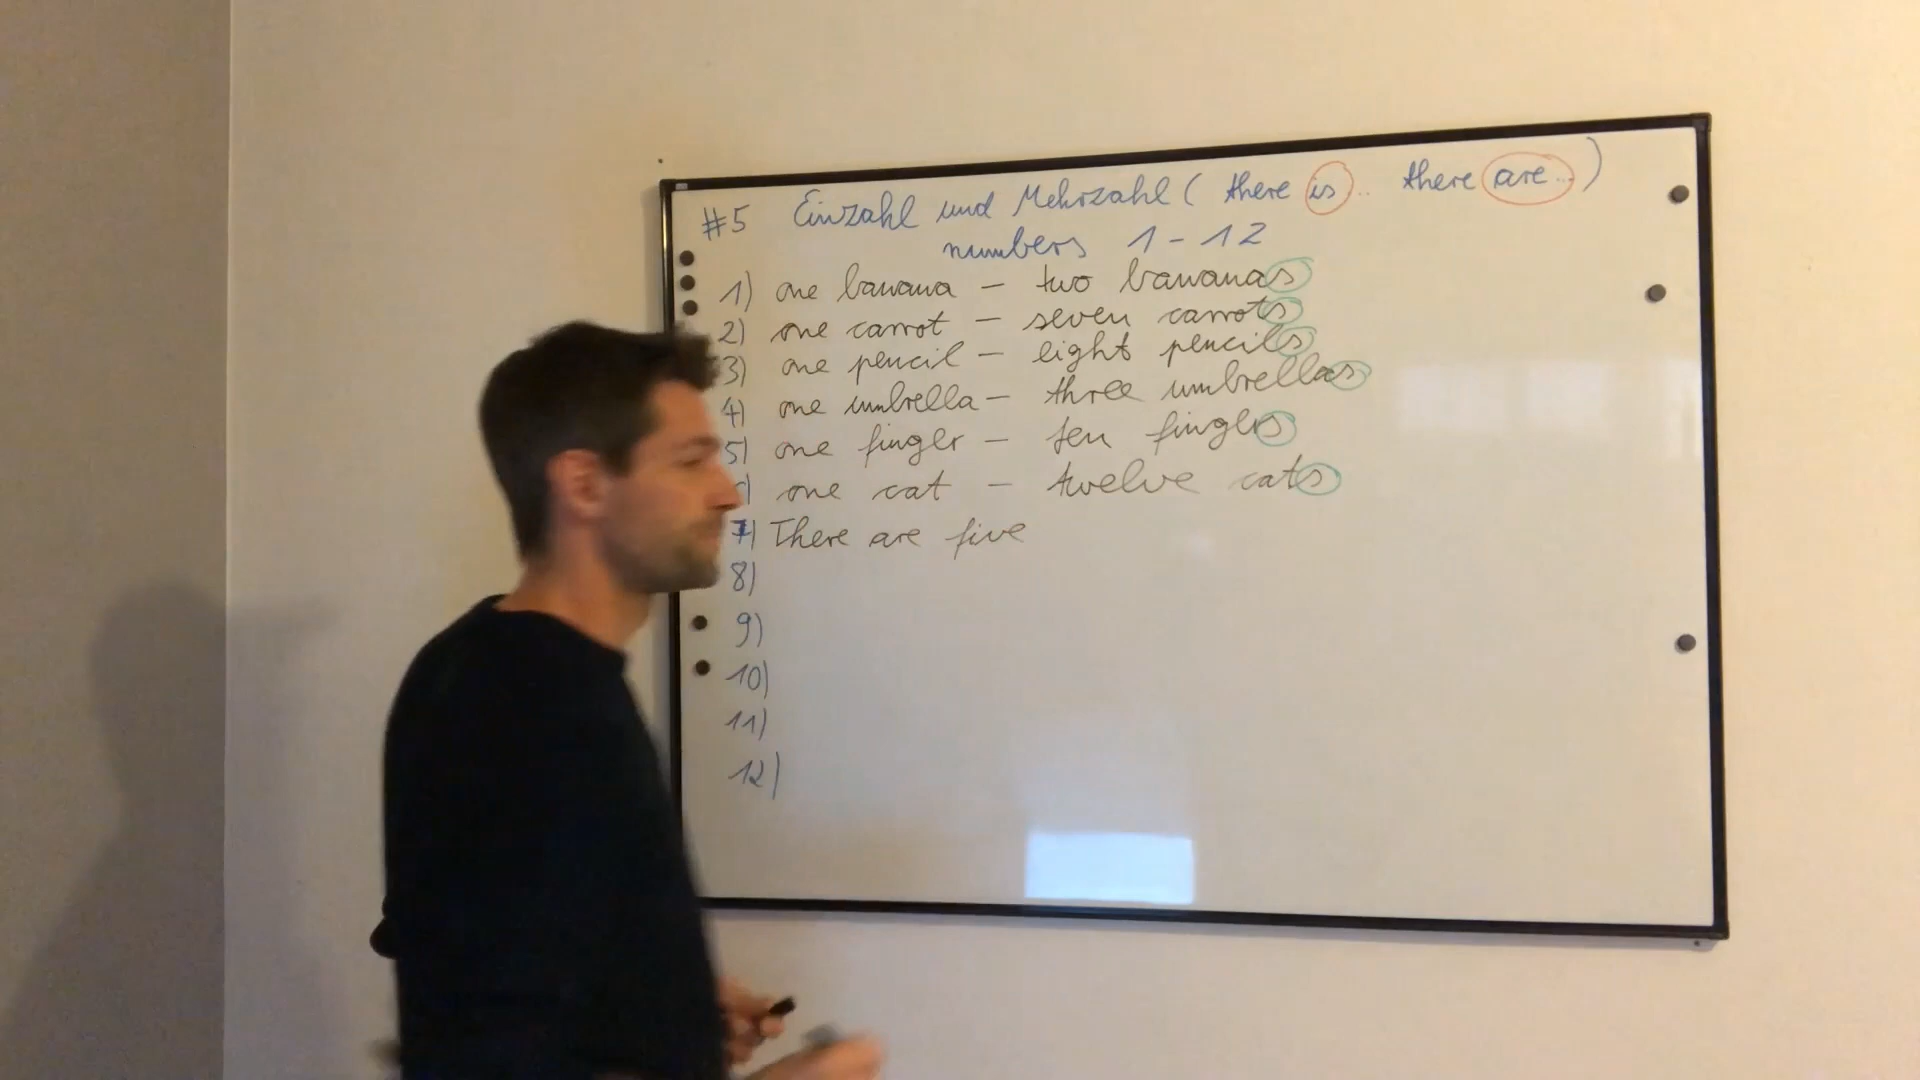 #5 Einzahl und Mehrzahl ( there is .. there are ... )
numbers 1 - 12
1) one banana - two bananas
2) one carrot - seven carrots
3) one pencil - eight pencils
4) one umbrella - three umbrellas
5) one finger - ten fingers
) one cat - twelve cats
7) There are five
8)
9)
10)
11)
12)